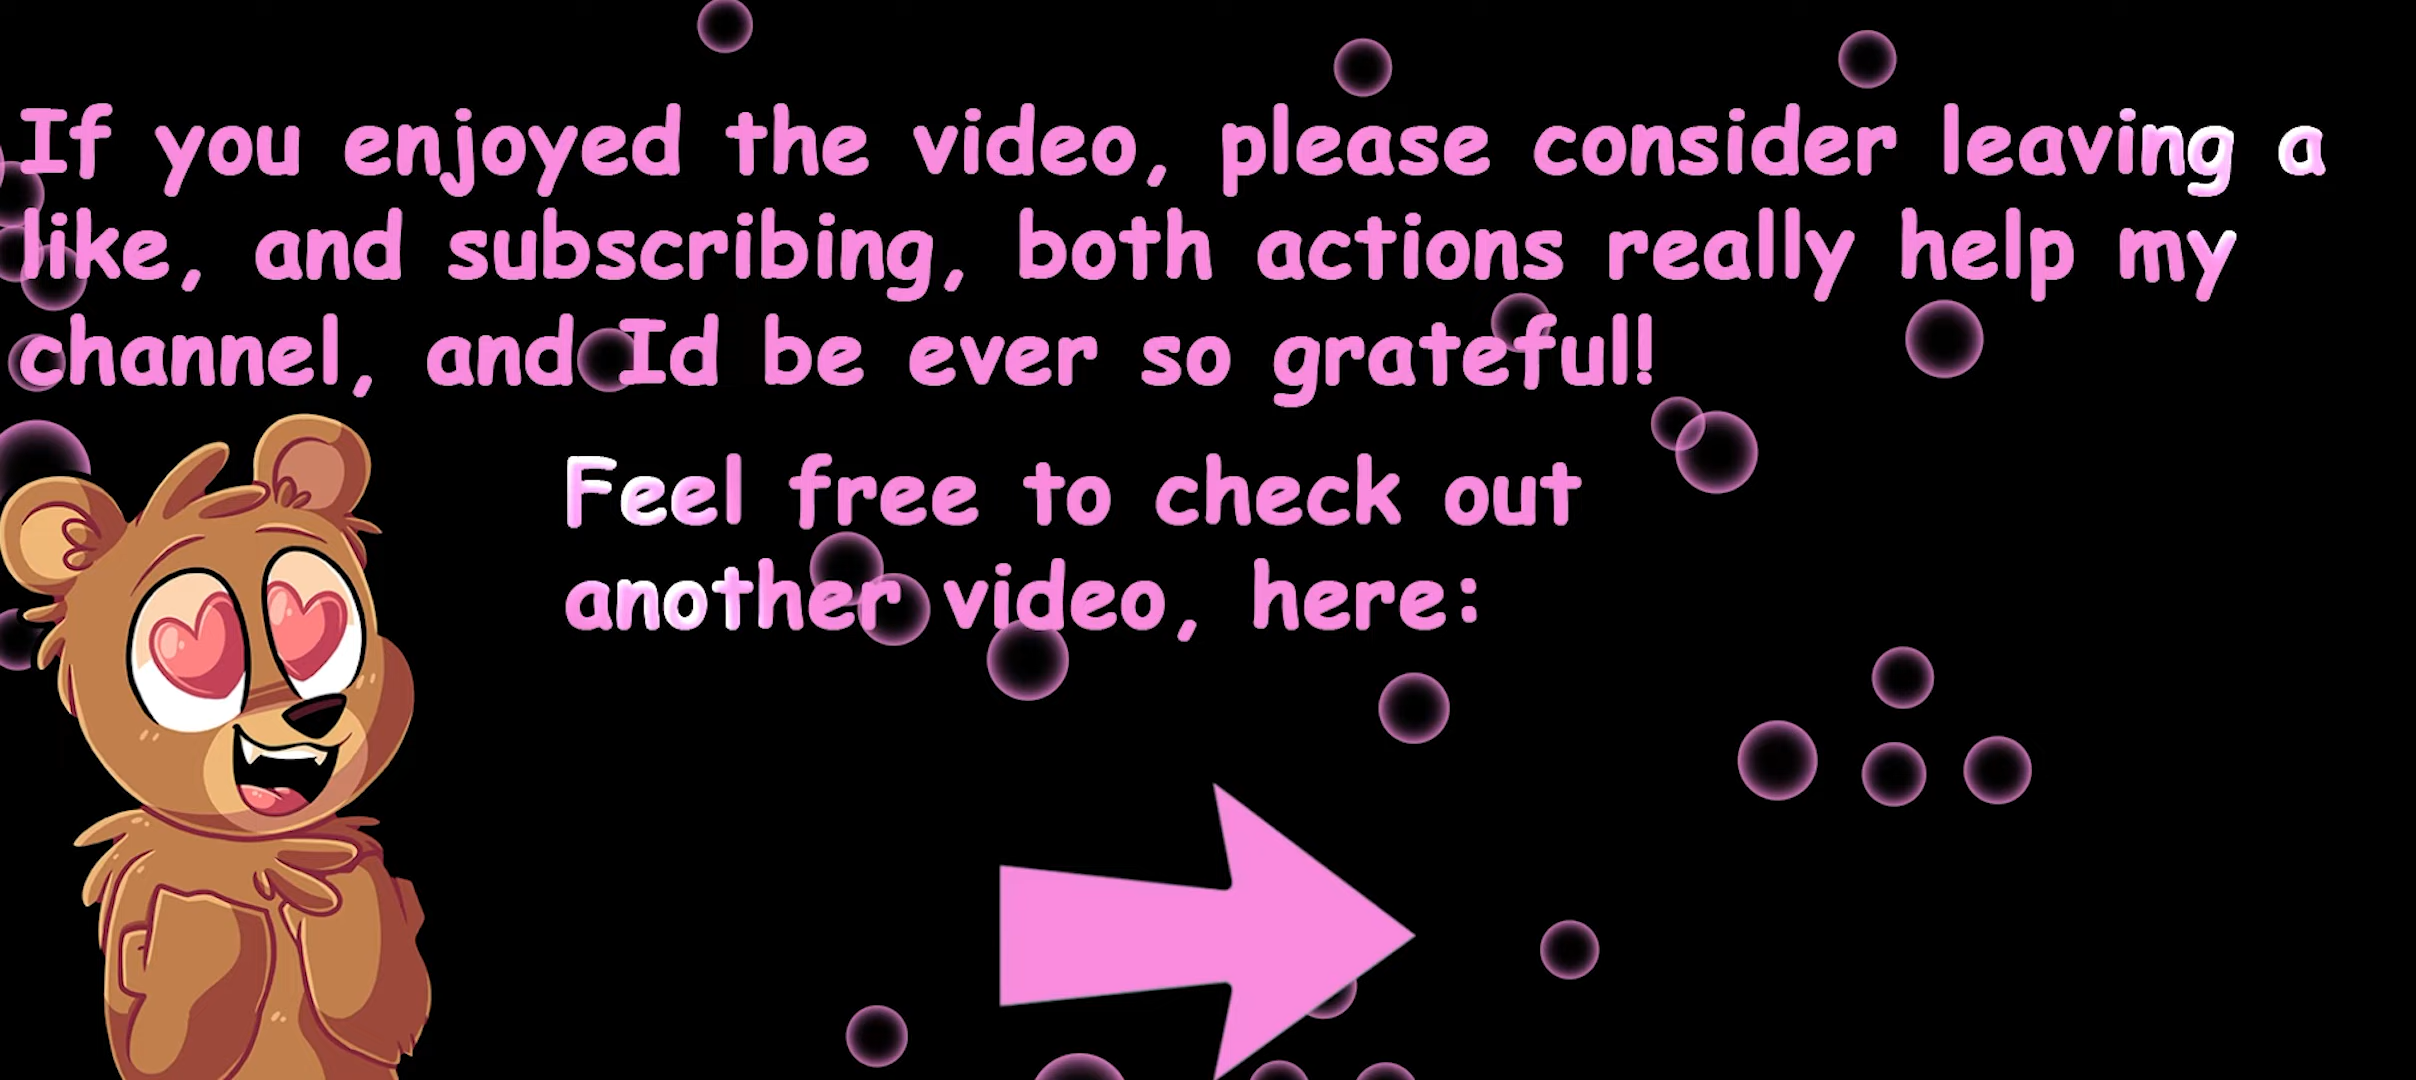 If you enjoyed the video, please consider leaving a
like, and subscribing, both actions really help my
channel, and Id be ever so grateful!
Feel free to check out
another video, here: